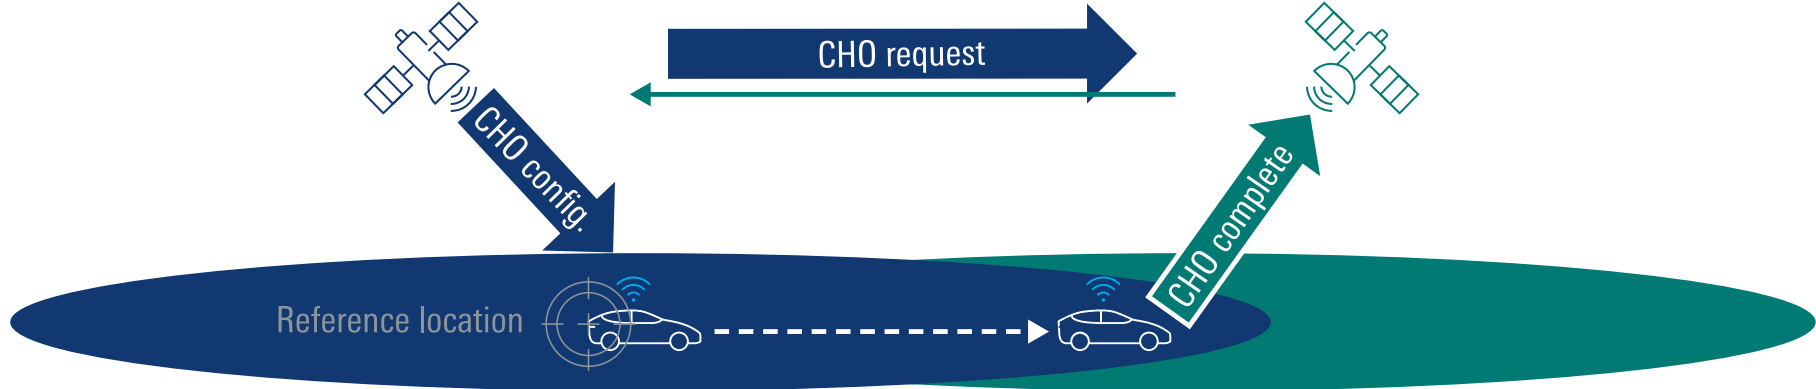 CHO request
CHO config.
CHO complete
Reference location